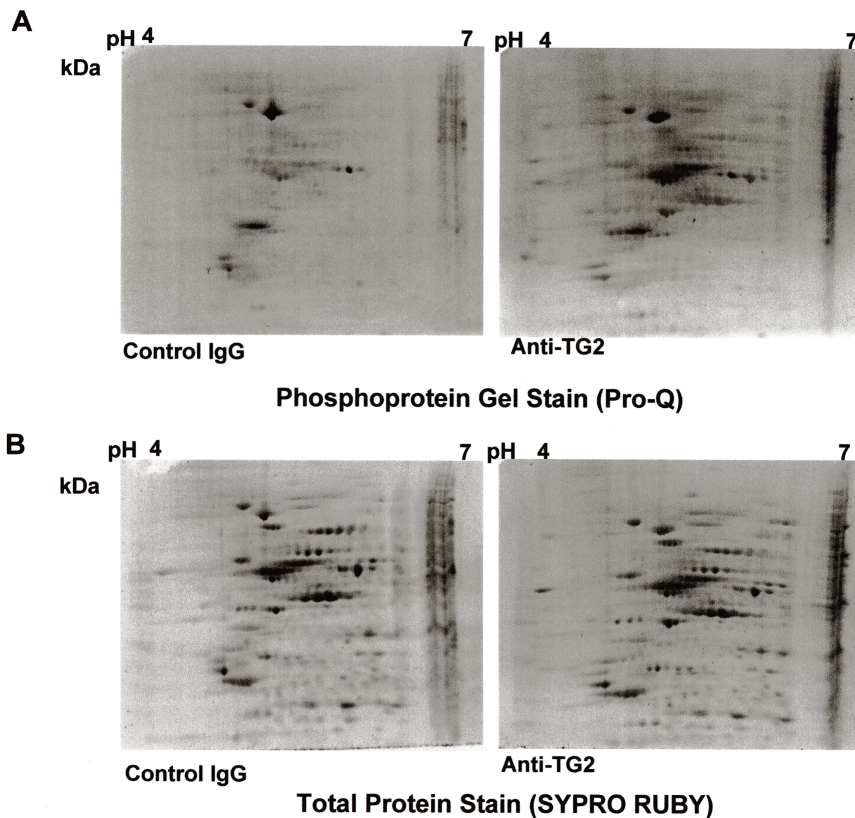 A
pH 4 7 pH 4 7
kDa
Control IgG Anti-TG2
Phosphoprotein Gel Stain (Pro-Q)
B
pH 4 7 pH 4 7
kDa
Control IgG Anti-TG2
Total Protein Stain (SYPRO RUBY)